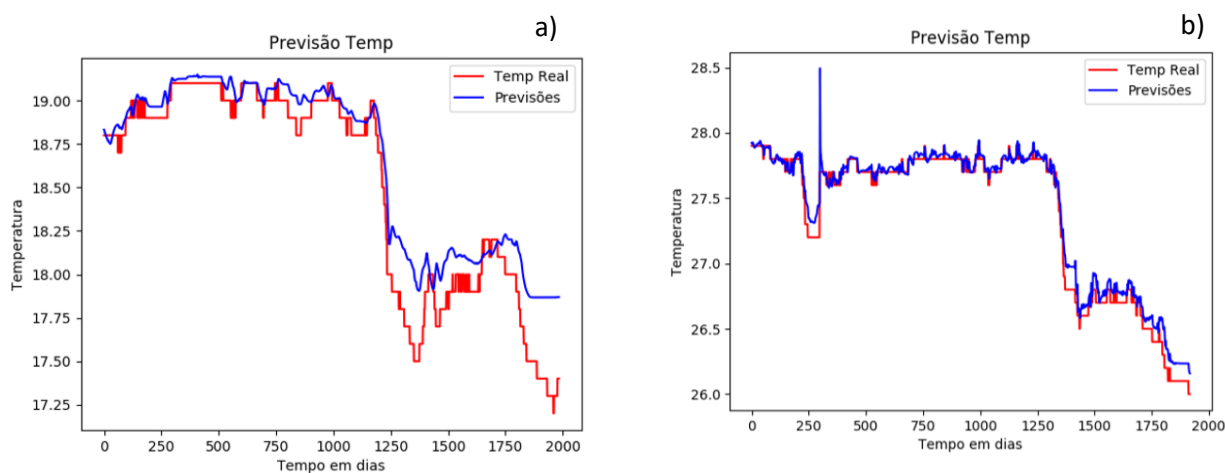 a)
Previsão Temp
Temp Real
Previsões
19.00
18.75
18.50
18.25
18.00
17.75
17.50
17.25
Temperatura
0 250 500 750 1000 1250 1500 1750 2000
Tempo em dias
b)
Previsão Temp
Temp Real
Previsões
28.5
28.0
27.5
27.0
26.5
26.0
Temperatura
0 250 500 750 1000 1250 1500 1750 2000
Tempo em dias